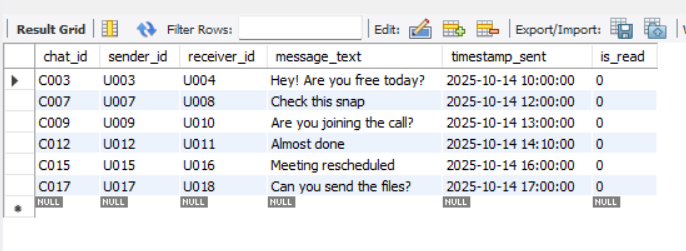 Result Grid Filter Rows: Edit: Export/Import:
chat_id sender_id receiver_id message_text timestamp_sent is_read
C003 U003 U004 Hey! Are you free today? 2025-10-14 10:00:00 0
C007 U007 U008 Check this snap 2025-10-14 12:00:00 0
C009 U009 U010 Are you joining the call? 2025-10-14 13:00:00 0
C012 U012 U011 Almost done 2025-10-14 14:10:00 0
C015 U015 U016 Meeting rescheduled 2025-10-14 16:00:00 0
C017 U017 U018 Can you send the files? 2025-10-14 17:00:00 0
NULL NULL NULL NULL NULL NULL